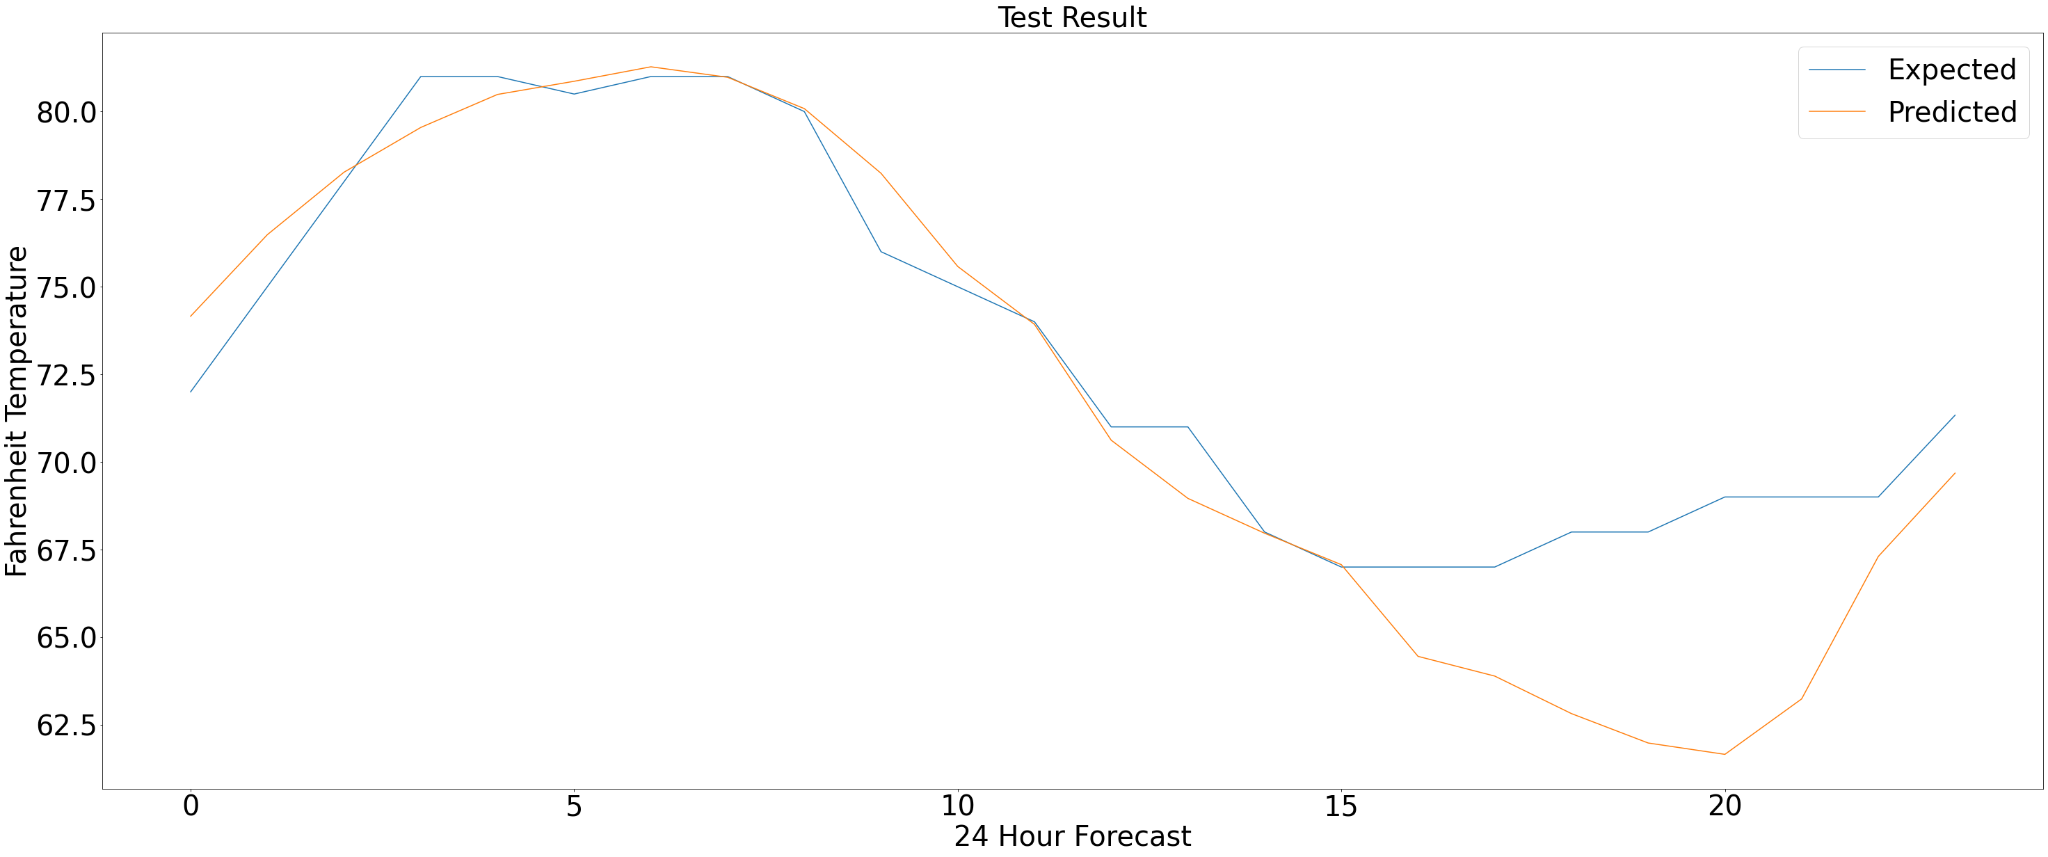 Test Result
Expected
Predicted
Fahrenheit Temperature
80.0
77.5
75.0
72.5
70.0
67.5
65.0
62.5
0 5 10 15 20
24 Hour Forecast